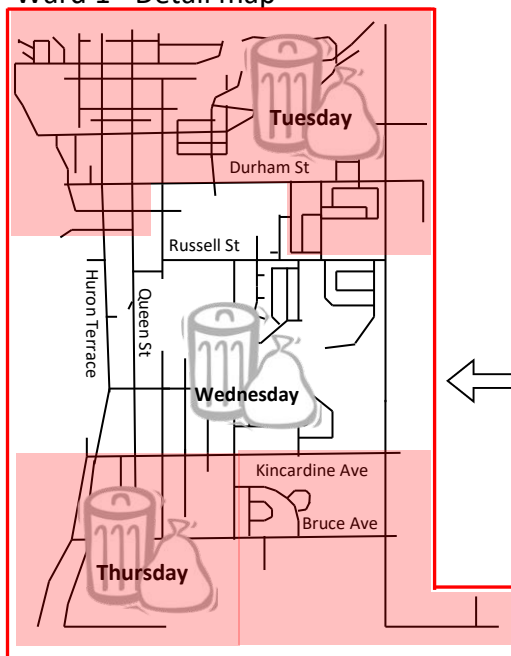 Ward 1 - Detail map
Tuesday
Durham St
Russell St
Huron Terrace
Queen St
Wednesday
Kincardine Ave
Bruce Ave
Thursday